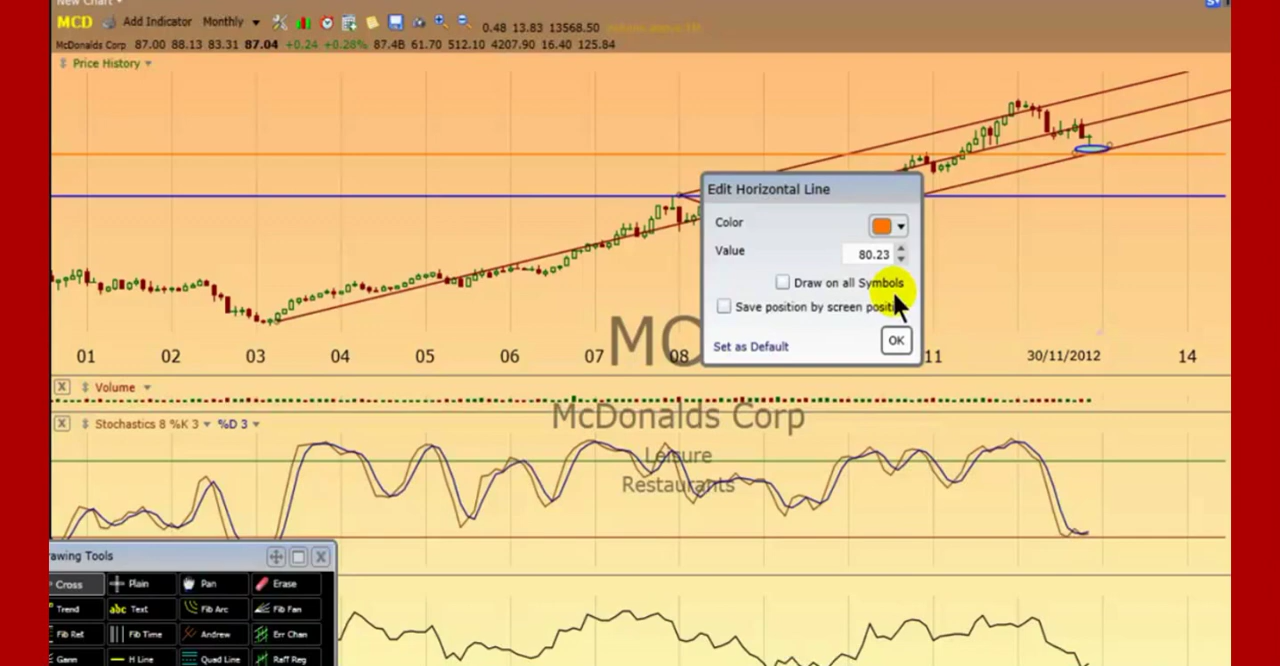 New Chart
MCD Add Indicator Monthly 0.48 13.83 13568.50
McDonalds Corp 87.00 88.13 83.31 87.04 +0.24 +0.28% 87.4B 61.70 512.10 4207.90 16.40 125.84
Price History
Edit Horizontal Line
Color
Value 80.23
Draw on all Symbols
Save position by screen positi
Set as Default OK
MC
01 02 03 04 05 06 07 08 11 30/11/2012 14
Volume
McDonalds Corp
Stochastics 8 %K 3 %D 3
Leisure
Restaurants
rawing Tools
Cross Plain Pan Erase
Trend abc Text Fib Arc Fib Fan
Fib Ret Fib Time Andrew Err Chan
Gann H Line Quad Line Raff Reg